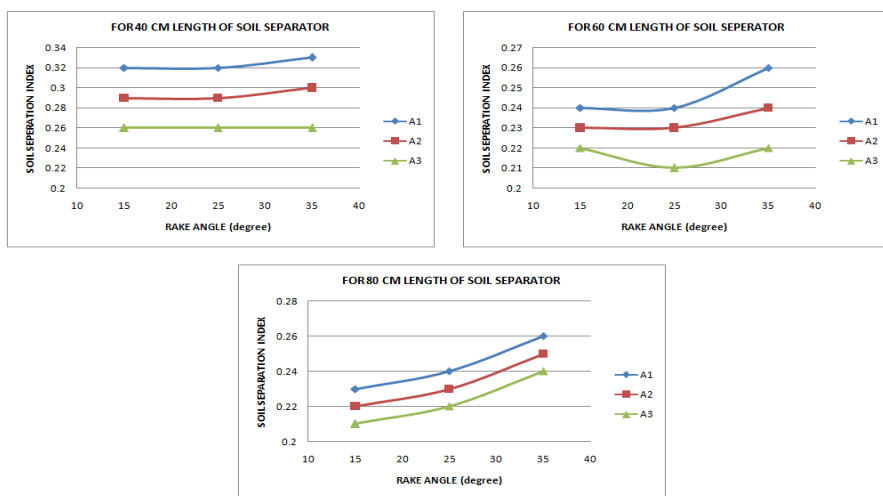 FOR 40 CM LENGTH OF SOIL SEPARATOR
SOIL SEPERATION INDEX
0.34
0.32
0.3
0.28
0.26
0.24
0.22
0.2
10 15 20 25 30 35 40
RAKE ANGLE (degree)
A1
A2
A3
FOR 60 CM LENGTH OF SOIL SEPERATOR
SOIL SEPERATION INDEX
0.27
0.26
0.25
0.24
0.23
0.22
0.21
0.2
10 15 20 25 30 35 40
RAKE ANGLE (degree)
A1
A2
A3
FOR 80 CM LENGTH OF SOIL SEPARATOR
SOIL SEPARATION INDEX
0.28
0.26
0.24
0.22
0.2
10 15 20 25 30 35 40
RAKE ANGLE (degree)
A1
A2
A3